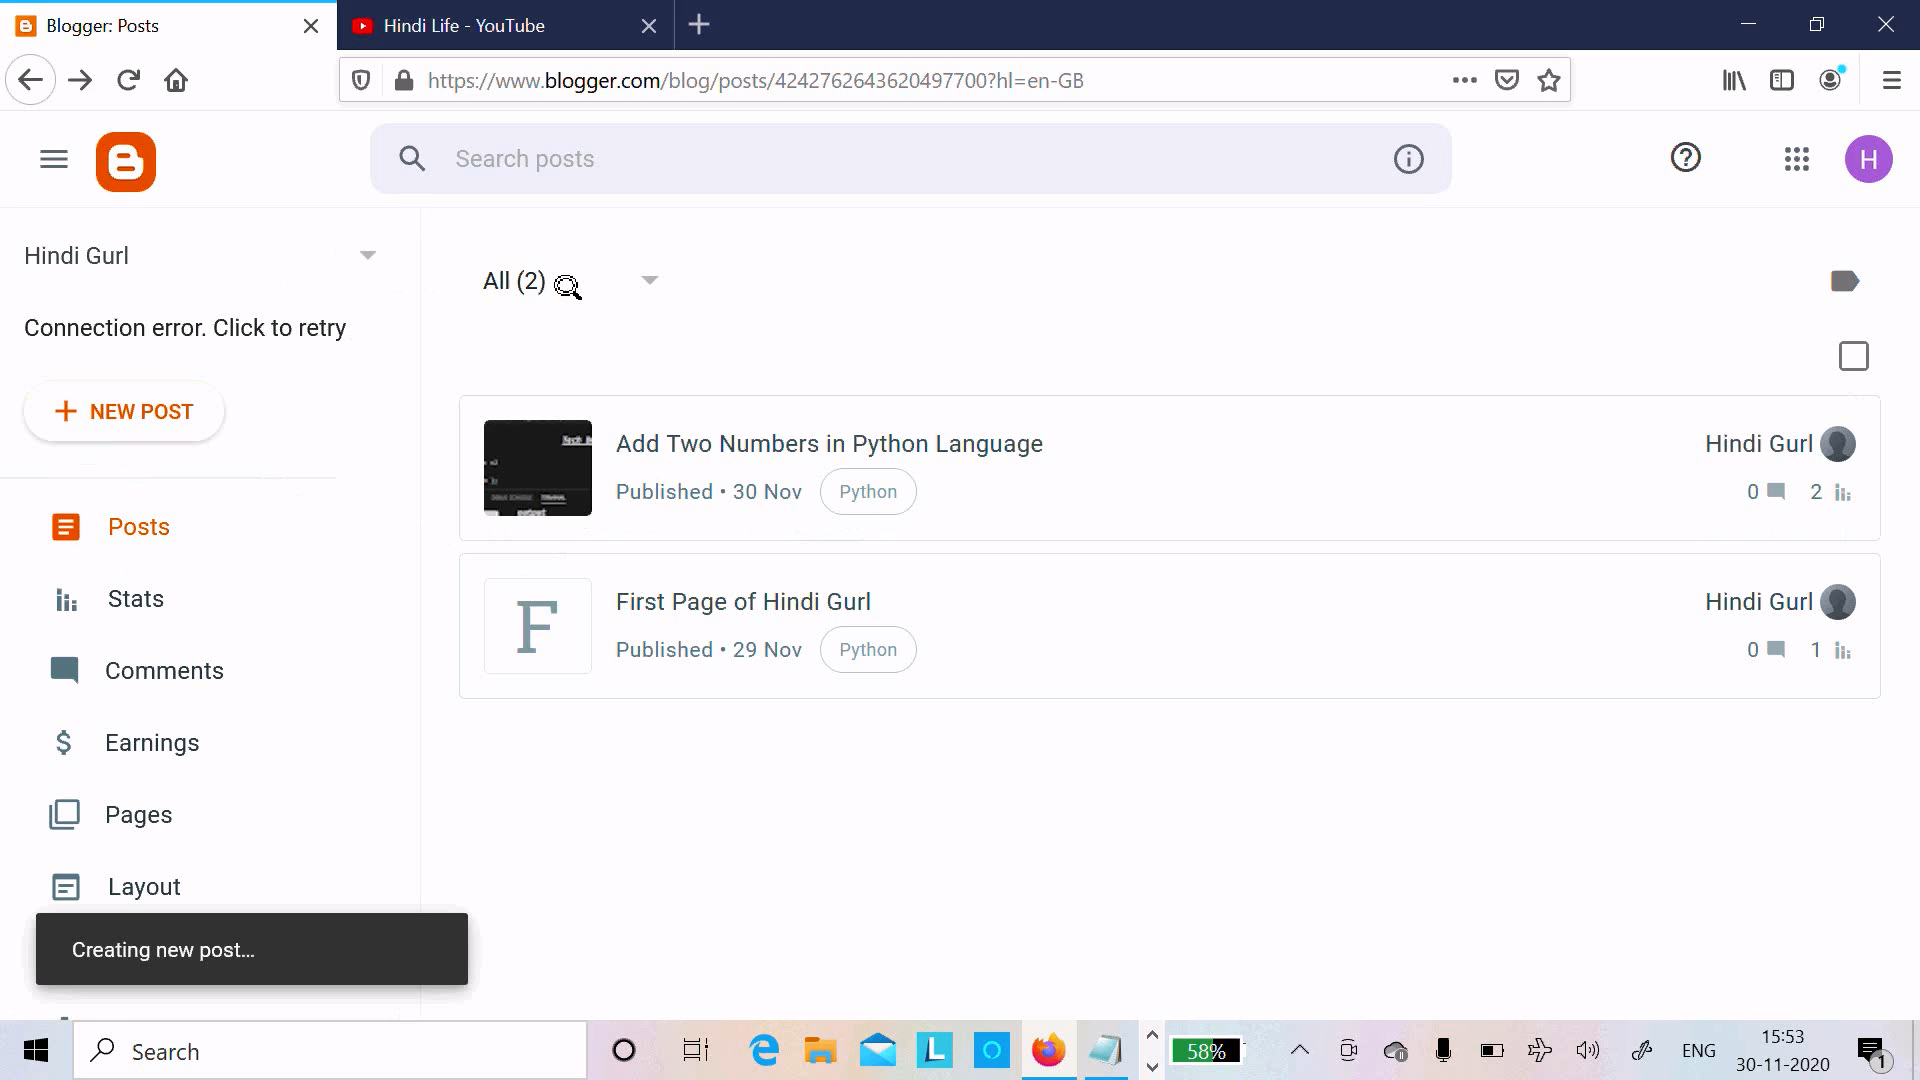 Blogger: Posts
Hindi Life - YouTube
https://www.blogger.com/blog/posts/4242762643620497700?hl=en-GB
Search posts
H
Hindi Gurl
All (2)
Connection error. Click to retry
NEW POST
Add Two Numbers in Python Language
Hindi Gurl
Published • 30 Nov
Python
0
2
Posts
F
First Page of Hindi Gurl
Hindi Gurl
Published • 29 Nov
Python
0
1
Stats
Comments
Earnings
Pages
Layout
Creating new post...
Search
58%
ENG
15:53
30-11-2020
1